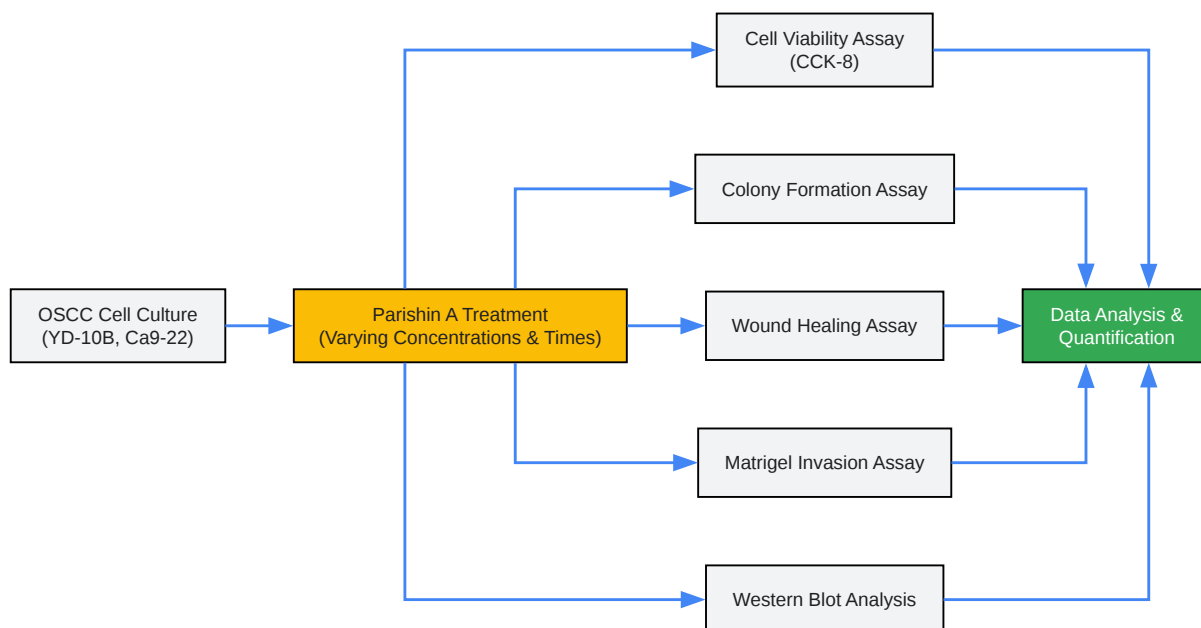 Cell Viability Assay
(CCK-8)
Colony Formation Assay
OSCC Cell Culture
(YD-10B, Ca9-22)
Parishin A Treatment
(Varying Concentrations & Times)
Wound Healing Assay
Data Analysis &
Quantification
Matrigel Invasion Assay
Western Blot Analysis